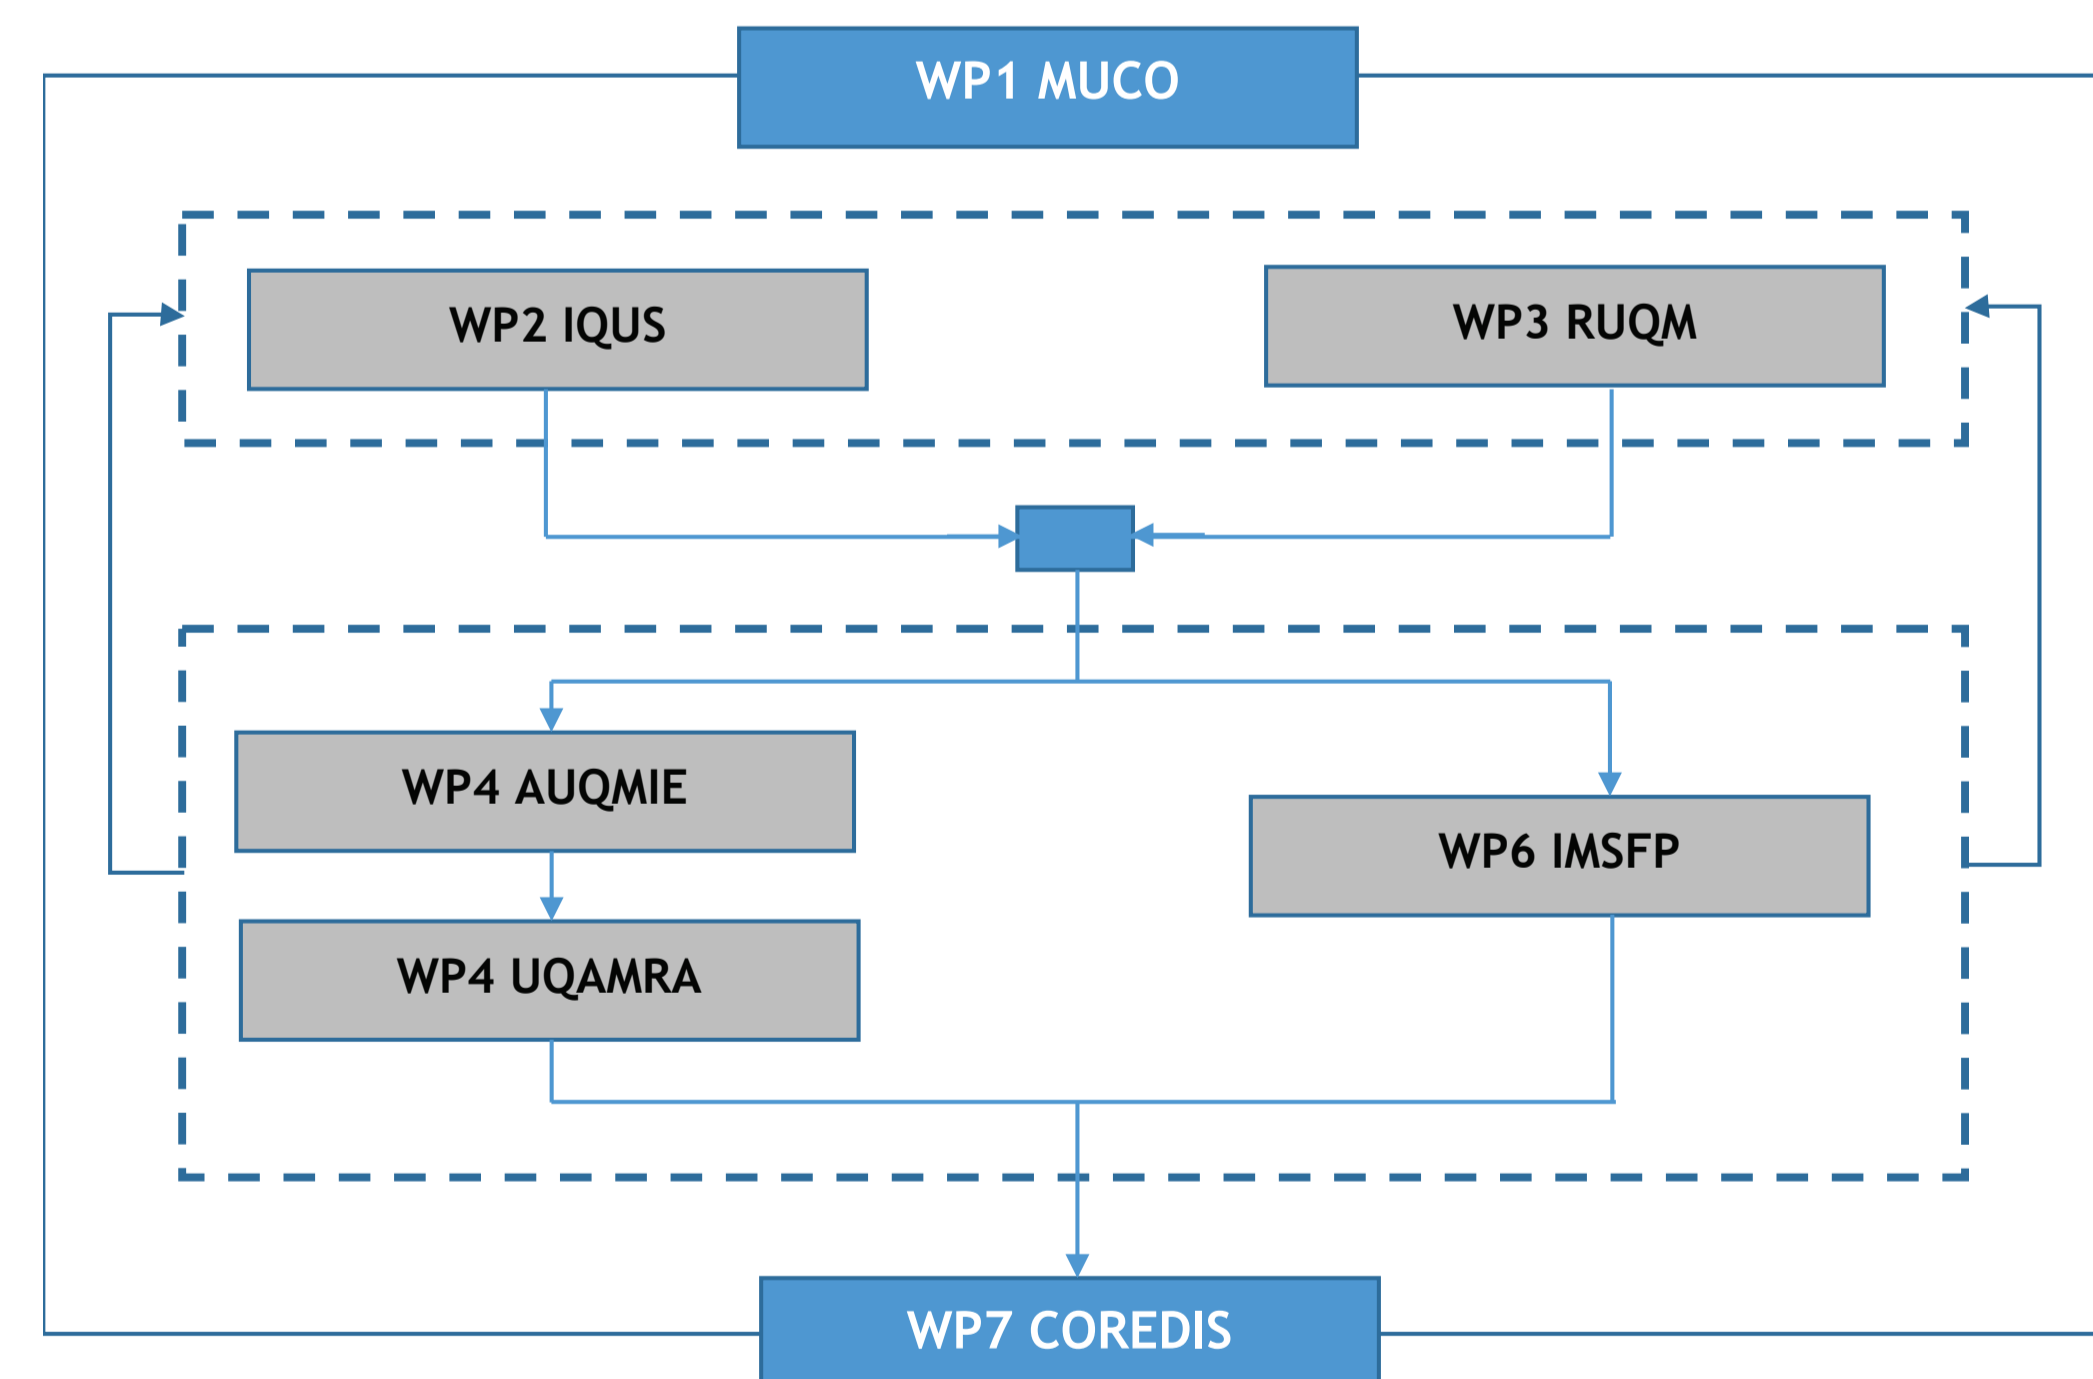 WP1 MUCO
WP2 IQUS
WP3 RUQM
WP4 AUQMIE
WP6 IMSFP
WP4 UQAMRA
WP7 COREDIS